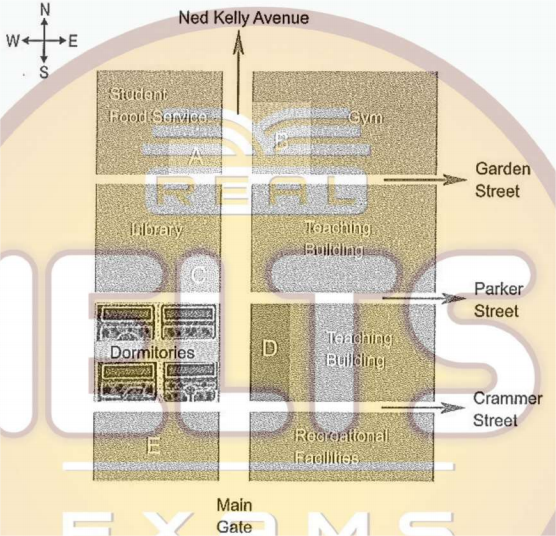 N
Ned Kelly Avenue
W E
S
Student
Food Service
Gym
A
B
Garden
Street
REAL
Library
Teaching
Building
C
IELTS
Parker
Street
Dormitories
D
Teaching
Building
Crammer
Street
E
Recreational
Facilities
Main
Gate
EXAMS